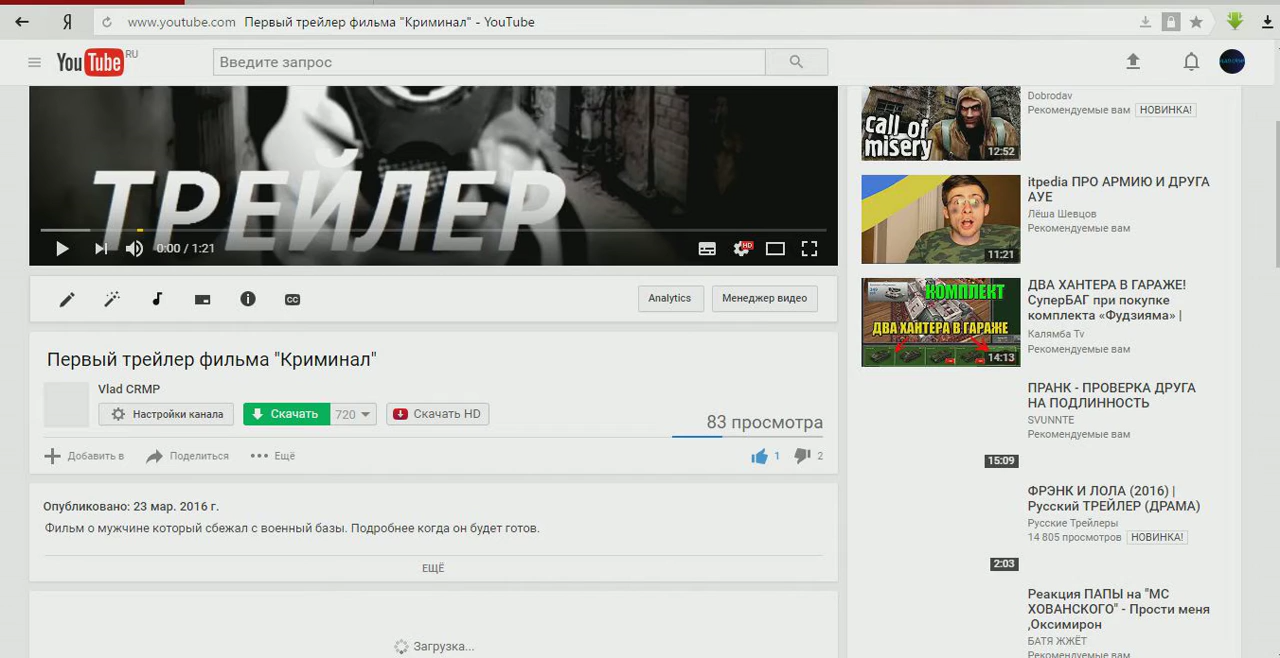 Я
www.youtube.com Первый трейлер фильма "Криминал" - YouTube
YouTube RU
Введите запрос
ТРЕЙЛЕР
0:00 / 1:21
HD
CC
Analytics
Менеджер видео
Первый трейлер фильма "Криминал"
Vlad CRMP
Настройки канала
Скачать
720
Скачать HD
83 просмотра
Добавить в
Поделиться
Ещё
1
2
Опубликовано: 23 мар. 2016 г.
Фильм о мужчине который сбежал с военный базы. Подробнее когда он будет готов.
ЕЩЁ
Загрузка...
call of
misery
12:52
Dobrodav
Рекомендуемые вам НОВИНКА!
11:21
itpedia ПРО АРМИЮ И ДРУГА
АУЕ
Лёша Шевцов
Рекомендуемые вам
КОМПЛЕКТ
ДВА ХАНТЕРА В ГАРАЖЕ
14:13
ДВА ХАНТЕРА В ГАРАЖЕ!
СуперБАГ при покупке
комплекта «Фудзияма» |
Калямба Tv
Рекомендуемые вам
15:09
ПРАНК - ПРОВЕРКА ДРУГА
НА ПОДЛИННОСТЬ
SVUNNTE
Рекомендуемые вам
2:03
ФРЭНК И ЛОЛА (2016) |
Русский ТРЕЙЛЕР (ДРАМА)
Русские Трейлеры
14 805 просмотров НОВИНКА!
Реакция ПАПЫ на "МС
ХОВАНСКОГО" - Прости меня
,Оксимирон
БАТЯ ЖЖЁТ
Рекомендуемые вам